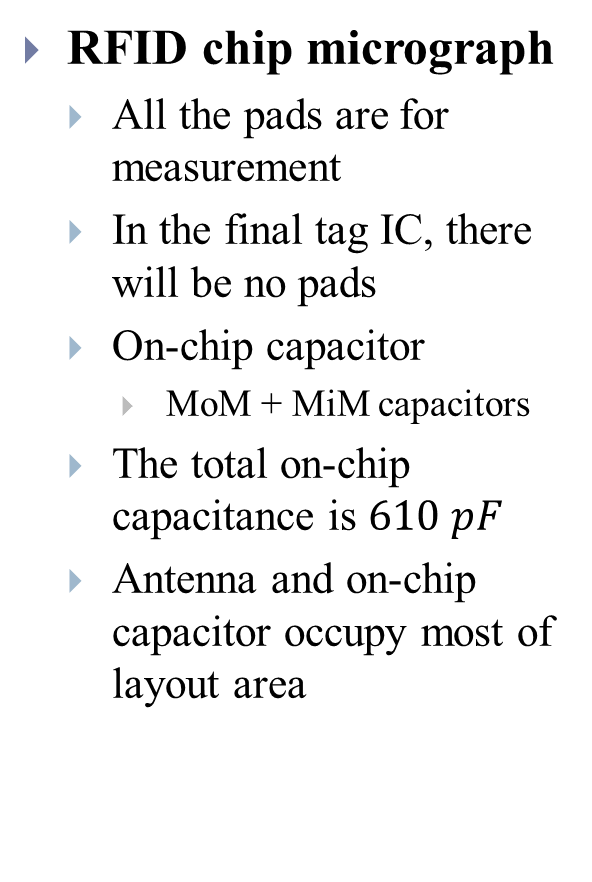 RFID chip micrograph
All the pads are for
measurement
In the final tag IC, there
will be no pads
On-chip capacitor
MoM + MiM capacitors
The total on-chip
capacitance is 610 pF
Antenna and on-chip
capacitor occupy most of
layout area